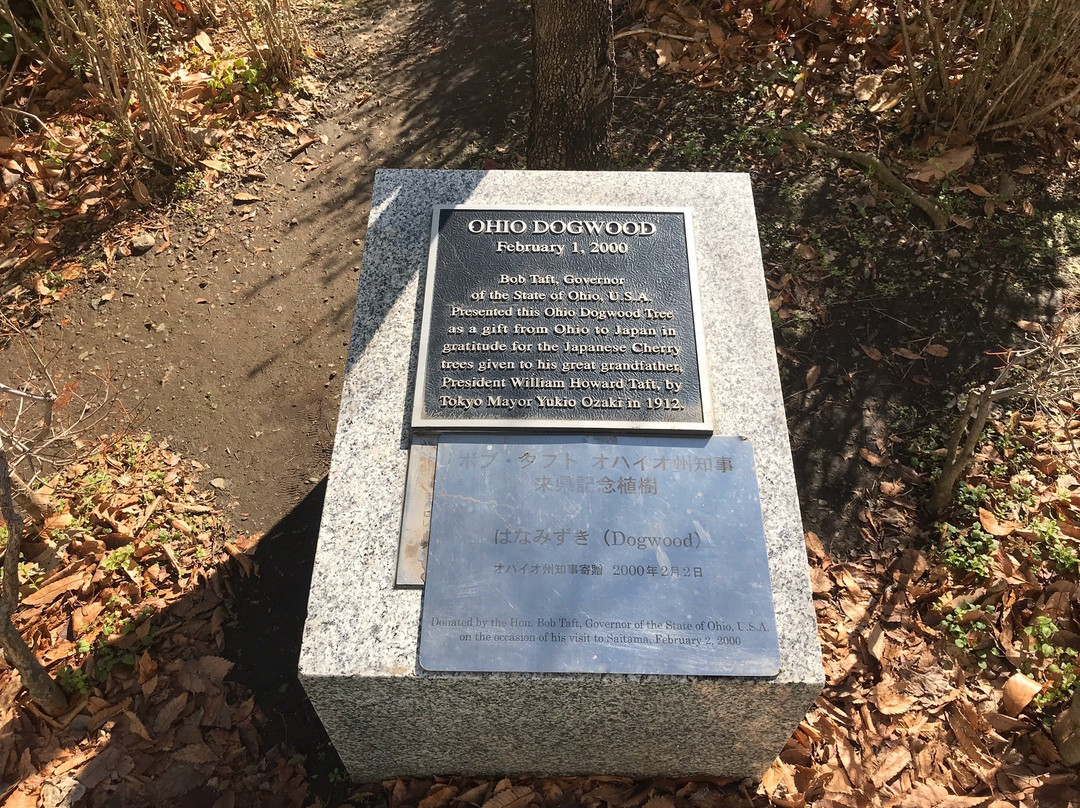 OHIO DOGWOOD
February 1, 2000
Bob Taft, Governor
of the State of Ohio, U.S.A.
Presented this Ohio Dogwood Tree
as a gift from Ohio to Japan in
gratitude for the Japanese Cherry
trees given to his great grandfather,
President William Howard Taft, by
Tokyo Mayor Yukio Ozaki in 1912.
ボブ・タフト オハイオ州知事
来県記念植樹
はなみずき (Dogwood)
オハイオ州知事寄贈 2000年2月2日
Donated by the Hon. Bob Taft, Governor of the State of Ohio, U.S.A.
on the occasion of his visit to Saitama, February 2, 2000